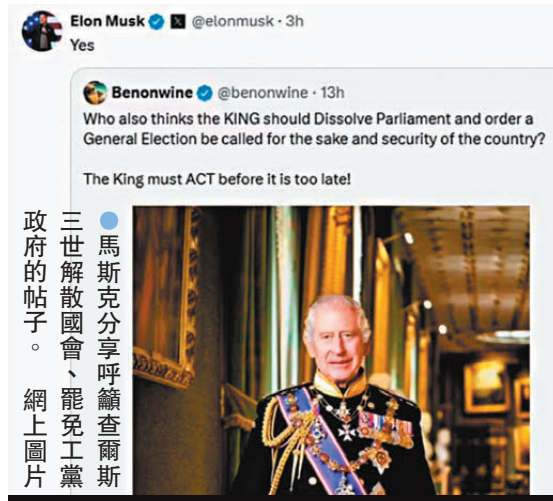 Elon Musk @elonmusk · 3h
Yes
Benonwine @benonwine · 13h
Who also thinks the KING should Dissolve Parliament and order a
General Election be called for the sake and security of the country?
The King must ACT before it is too late!
●馬斯克分享呼籲查爾斯
三世解散國會、罷免工黨
政府的帖子。 網上圖片